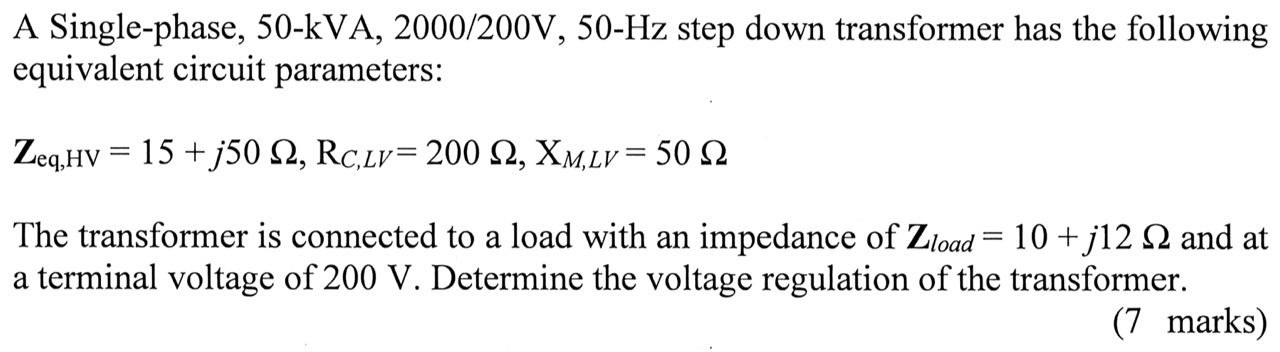 A Single-phase, 50-kVA, 2000/200V, 50-Hz step down transformer has the following
equivalent circuit parameters:
Zeq,HV = 15 + j50 Ω, RC,LV= 200 Ω, XM,LV = 50 Ω
The transformer is connected to a load with an impedance of Zload = 10 + j12 Ω and at
a terminal voltage of 200 V. Determine the voltage regulation of the transformer.
(7 marks)